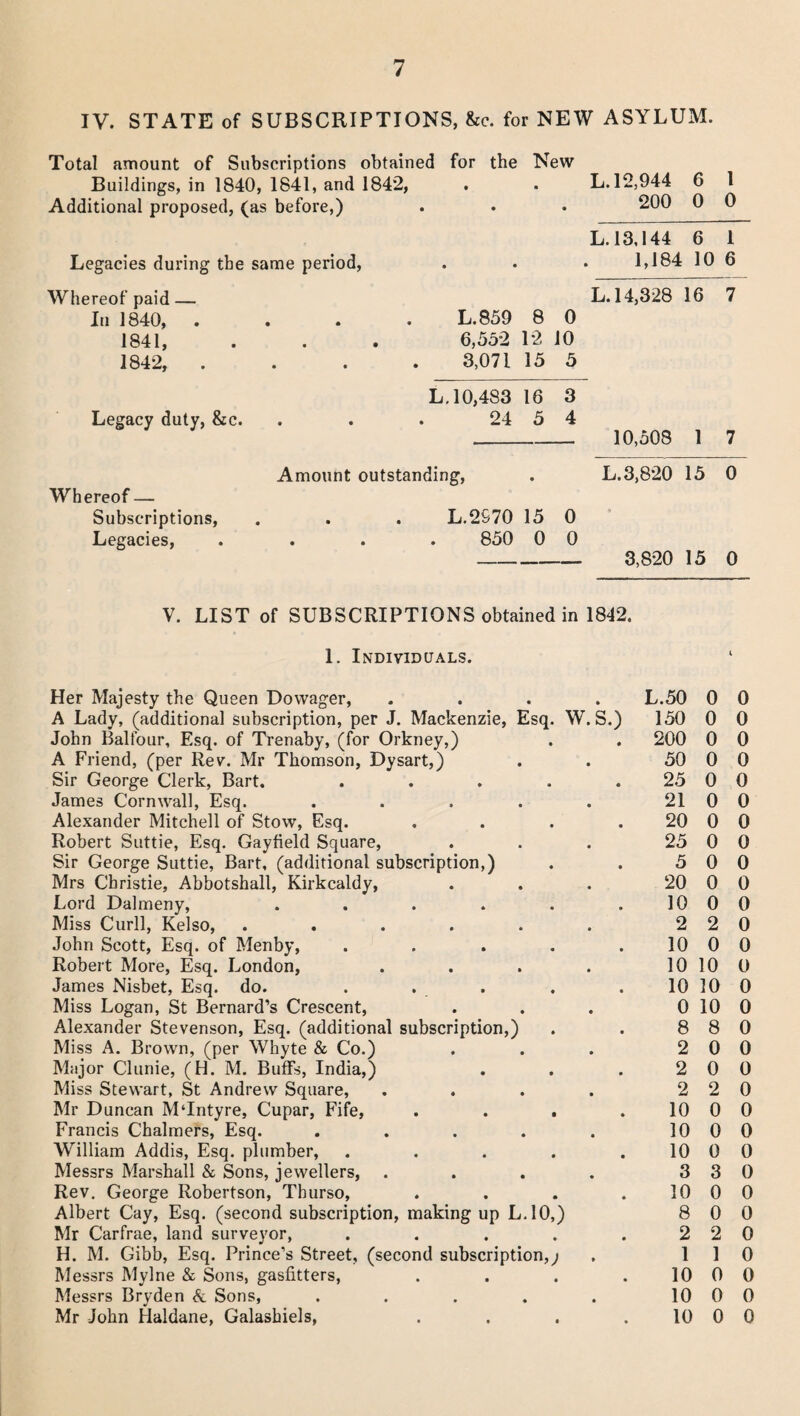 7
IV. STATE of SUBSCRIPTIONS, &c. for NEW ASYLUM.
Total amount of Subscriptions obtained for the New
Buildings, in 1840, 1841, and 1842, . . L.12,944 6 1
Additional proposed, (as before,) . . . 200 0 0
L.13,144 6 1
Legacies during the same period, . . . 1,184 10 6
Whereof paid — L.14,328 16 7
In 1840, . . . . L.859 8 0
1841, . . . 6,552 12 10
1842, . . . . 3,071 15 5
L.10,483 16 3
Legacy duty, &c. . . . 24 5 4
10,508 1 7
Amount outstanding, . L.3,820 15 0
Whereof —
Subscriptions, . . . L.2970 15 0
Legacies, . . . . 850 0 0
3,820 15 0
V. LIST of SUBSCRIPTIONS obtained in 1842.
1. Individuals.
Her Majesty the Queen Dowager, . . . . L.50 0 0
A Lady, (additional subscription, per J. Mackenzie, Esq. W. S.) 150 0 0
John Balfour, Esq. of Trenaby, (for Orkney,) . . 200 0 0
A Friend, (per Rev. Mr Thomson, Dysart,) . . 50 0 0
Sir George Clerk, Bart. . . . . . 25 0 0
James Cornwall, Esq. . . . . . 21 0 0
Alexander Mitchell of Stow, Esq. . . . . 20 0 0
Robert Suttie, Esq. Gayfield Square, . . . 25 0 0
Sir George Suttie, Bart, (additional subscription,) . . 5 0 0
Mrs Christie, Abbotshall, Kirkcaldy, . . . 20 0 0
Lord Dalmeny, . . . . . . 10 0 0
Miss Curll, Kelso, . . . . . . 2 2 0
John Scott, Esq. of Menby, . . . . . 10 0 0
Robert More, Esq. London, . . . . 10 10 0
James Nisbet, Esq. do. . . . . . 10 10 0
Miss Logan, St Bernard's Crescent, . . . 0 10 0
Alexander Stevenson, Esq. (additional subscription,) . . 8 8 0
Miss A. Brown, (per Whyte & Co.) . . . 2 0 0
Major Clunie, (H. M. Buffs, India,) . . . 2 0 0
Miss Stewart, St Andrew Square, . . . . 2 2 0
Mr Duncan M'Intyre, Cupar, Fife, . . . . 10 0 0
Francis Chalmers, Esq. . . . . . 10 0 0
William Addis, Esq. plumber, . . . . . 10 0 0
Messrs Marshall & Sons, jewellers, . . . . 3 3 0
Rev. George Robertson, Thurso, . . . . 10 0 0
Albert Cay, Esq. (second subscription, making up L.10,) 8 0 0
Mr Carfrae, land surveyor, . . . . . 2 2 0
H. M. Gibb, Esq. Prince's Street, (second subscription,) . 1 1 0
Messrs Mylne & Sons, gasfitters, . . . . 10 0 0
Messrs Bryden & Sons, . . . . . 10 0 0
Mr John Haldane, Galashiels, . . . . 10 0 0